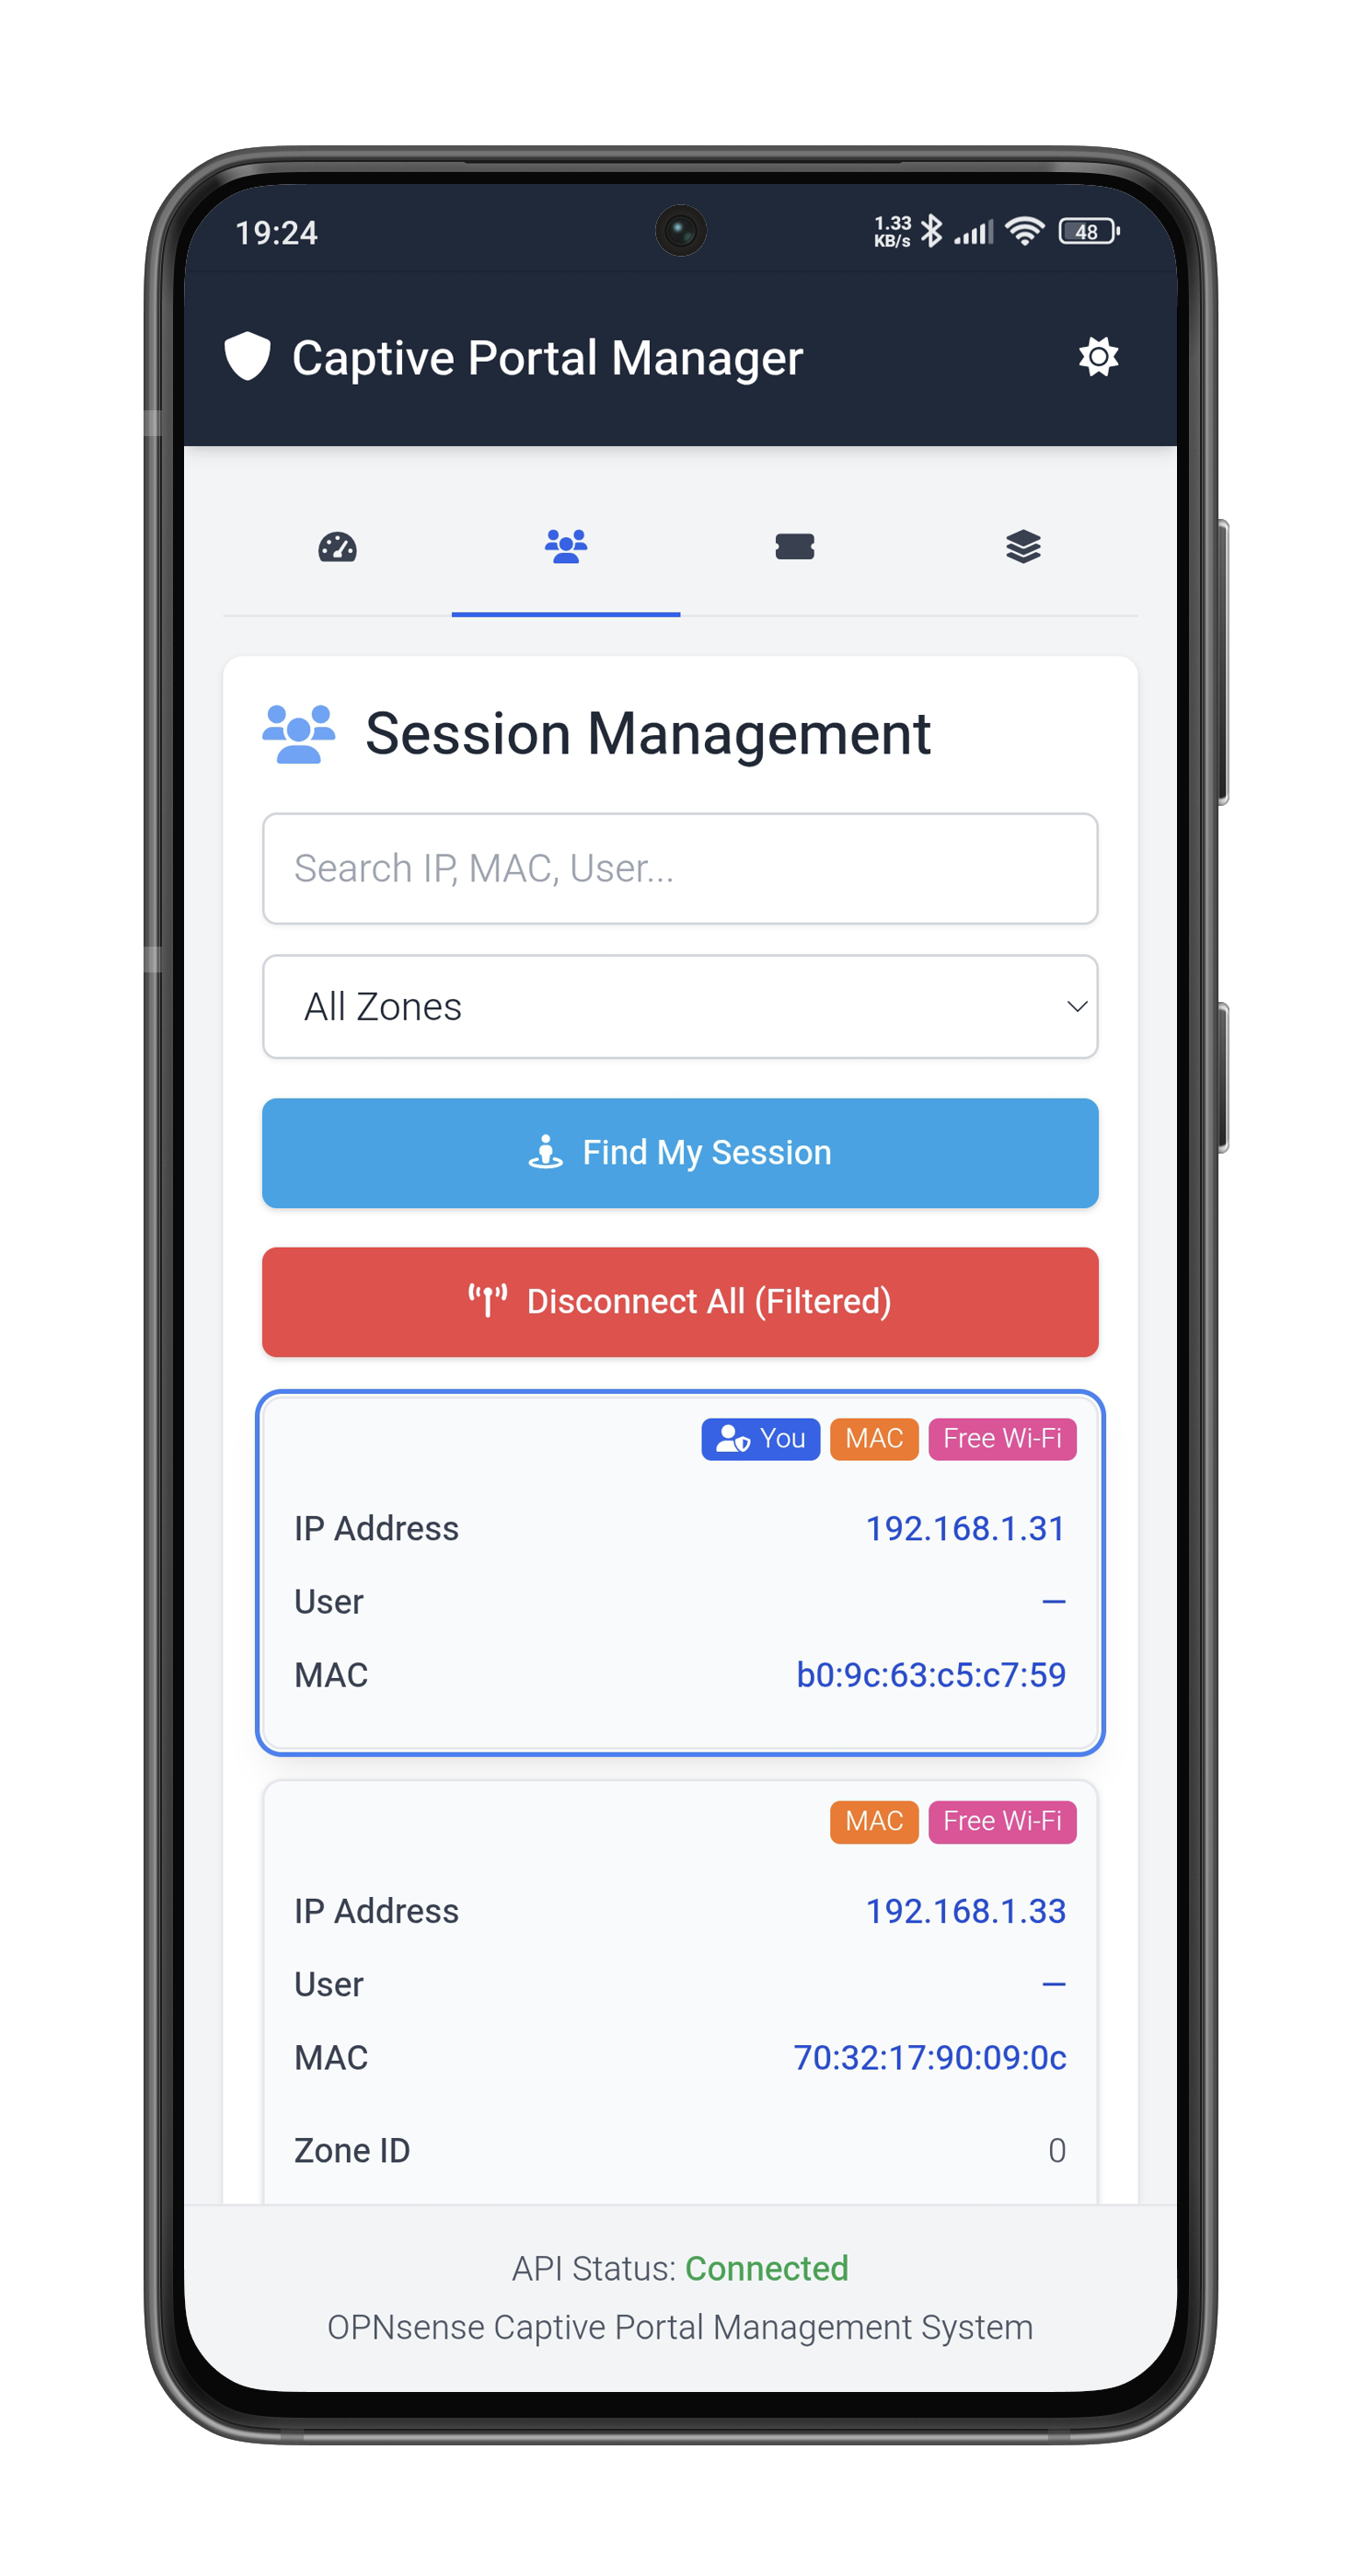 19:24
1.33
KB/s
48
Captive Portal Manager
Session Management
Search IP, MAC, User...
All Zones
Find My Session
Disconnect All (Filtered)
You MAC Free Wi-Fi
IP Address 192.168.1.31
User —
MAC b0:9c:63:c5:c7:59
MAC Free Wi-Fi
IP Address 192.168.1.33
User —
MAC 70:32:17:90:09:0c
Zone ID 0
API Status: Connected
OPNsense Captive Portal Management System